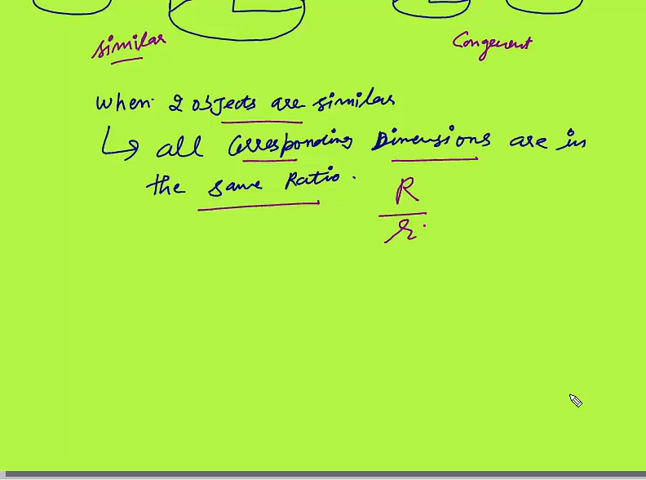 similar
Congruent
when 2 objects are similar
↳ all Corresponding Dimensions are in
the same Ratio.
R
r